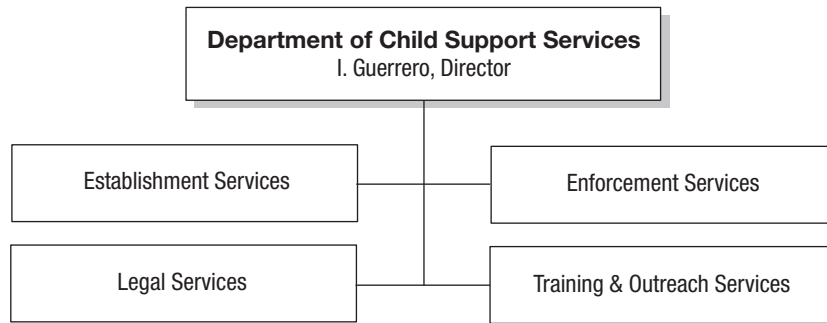 Department of Child Support Services
I. Guerrero, Director
Establishment Services
Enforcement Services
Legal Services
Training & Outreach Services